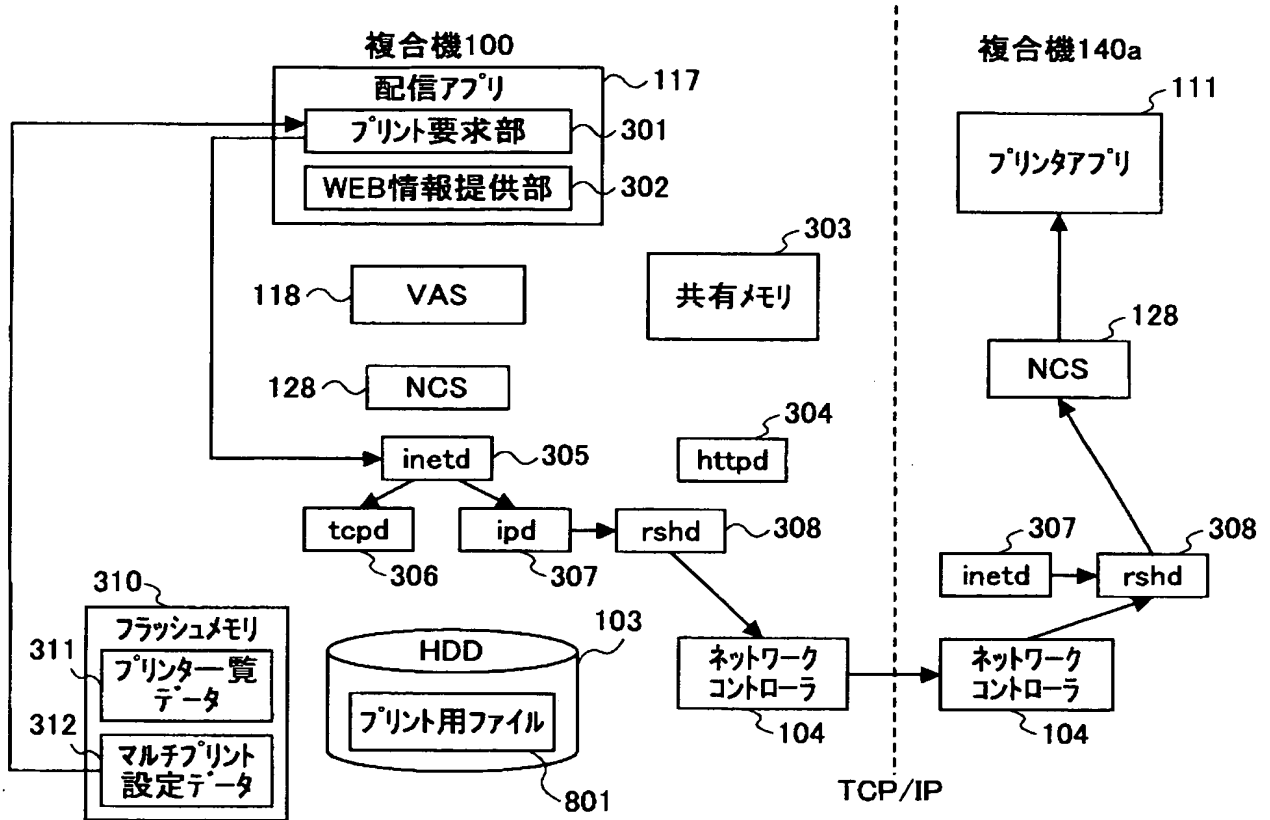 複合機100
複合機140a
117
配信アプリ
プリント要求部
301
WEB情報提供部
302
111
プリンタアプリ
303
118
VAS
共有メモリ
128
NCS
128
NCS
304
inetd
305
httpd
tcpd
306
ipd
307
rshd
308
307
inetd
308
rshd
310
フラッシュメモリ
311
プリンター覧
データ
312
マルチプリント
設定データ
103
HDD
プリント用ファイル
801
ネットワーク
コントローラ
104
ネットワーク
コントローラ
104
TCP/IP